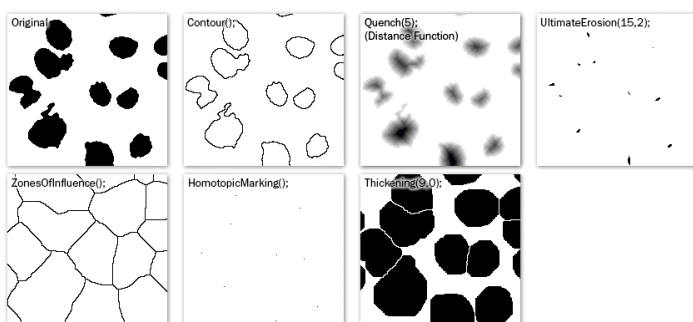 Original
Contour();
Quench(5);
(Distance Function)
UltimateErosion(15,2);
ZonesOfInfluence();
HomotopicMarking();
Thickening(9,0);